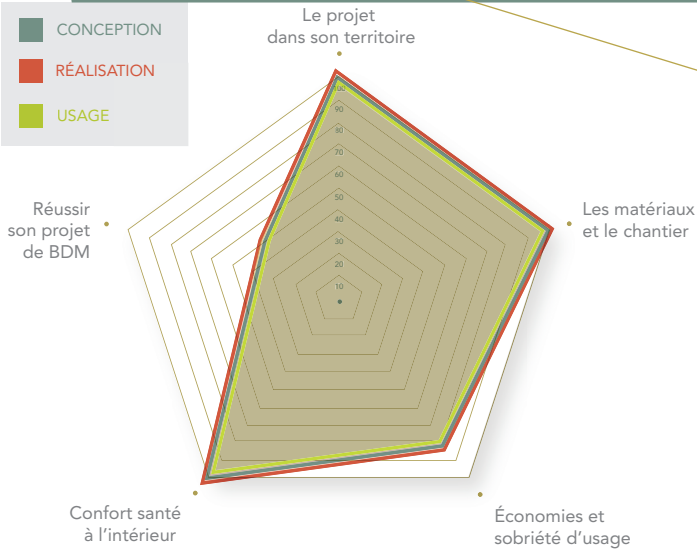 CONCEPTION
RÉALISATION
USAGE
Le projet
dans son territoire
100
90
80
70
60
50
40
30
20
10
Réussir
son projet
de BDM
Les matériaux
et le chantier
Confort santé
à l’intérieur
Économies et
sobriété d’usage